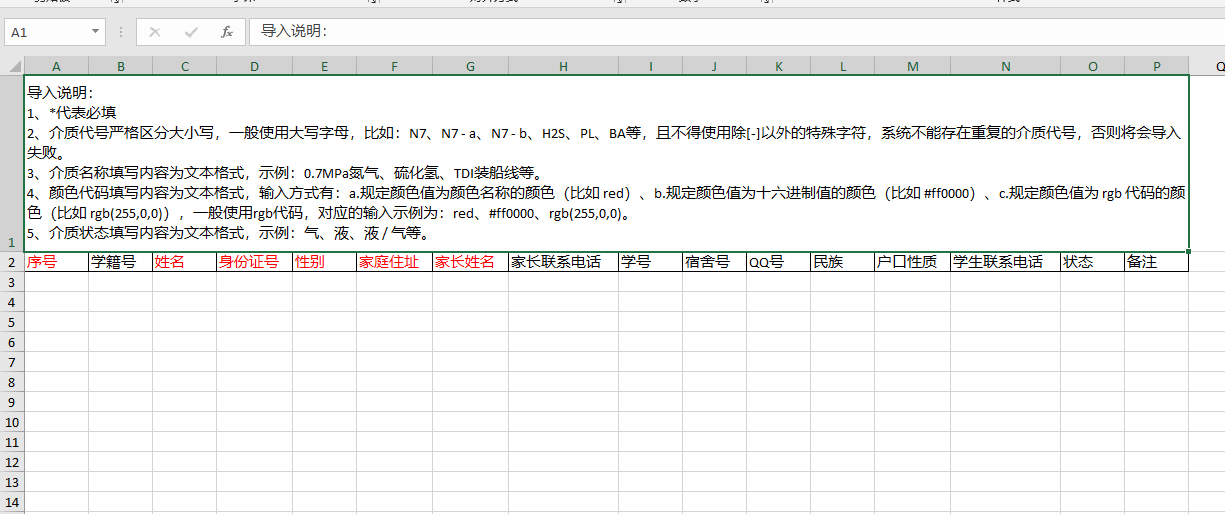 A1
fx
导入说明：
A B C D E F G H I J K L M N O P Q
1
导入说明：
1、*代表必填
2、介质代号严格区分大小写，一般使用大写字母，比如：N7、N7 - a、N7 - b、H2S、PL、BA等，且不得使用除[-]以外的特殊字符，系统不能存在重复的介质代号，否则将会导入
失败。
3、介质名称填写内容为文本格式，示例：0.7MPa氮气、硫化氢、TDI装船线等。
4、颜色代码填写内容为文本格式，输入方式有：a.规定颜色值为颜色名称的颜色（比如 red）、b.规定颜色值为十六进制值的颜色（比如 #ff0000）、c.规定颜色值为 rgb 代码的颜
色（比如 rgb(255,0,0)），一般使用rgb代码，对应的输入示例为：red、#ff0000、rgb(255,0,0)。
5、介质状态填写内容为文本格式，示例：气、液、液 / 气等。
2 序号 学籍号 姓名 身份证号 性别 家庭住址 家长姓名 家长联系电话 学号 宿舍号 QQ号 民族 户口性质 学生联系电话 状态 备注
3
4
5
6
7
8
9
10
11
12
13
14